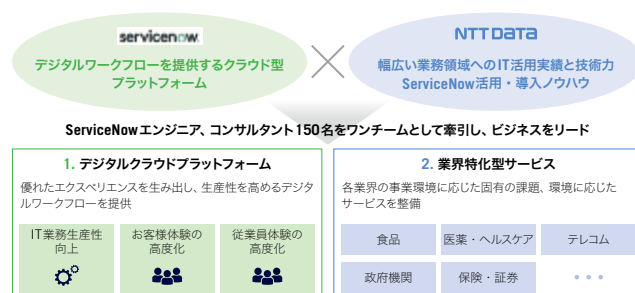 servicenow.
デジタルワークフローを提供するクラウド型
プラットフォーム
NTT DATA
幅広い業務領域へのIT活用実績と技術力
ServiceNow活用・導入ノウハウ
ServiceNowエンジニア、コンサルタント150名をワンチームとして牽引し、ビジネスをリード
1. デジタルクラウドプラットフォーム
優れたエクスペリエンスを生み出し、生産性を高めるデジタ
ルワークフローを提供
IT業務生産性
向上
お客様体験の
高度化
従業員体験の
高度化
2. 業界特化型サービス
各業界の事業環境に応じた固有の課題、環境に応じた
サービスを整備
食品
医薬・ヘルスケア
テレコム
政府機関
保険・証券
・・・